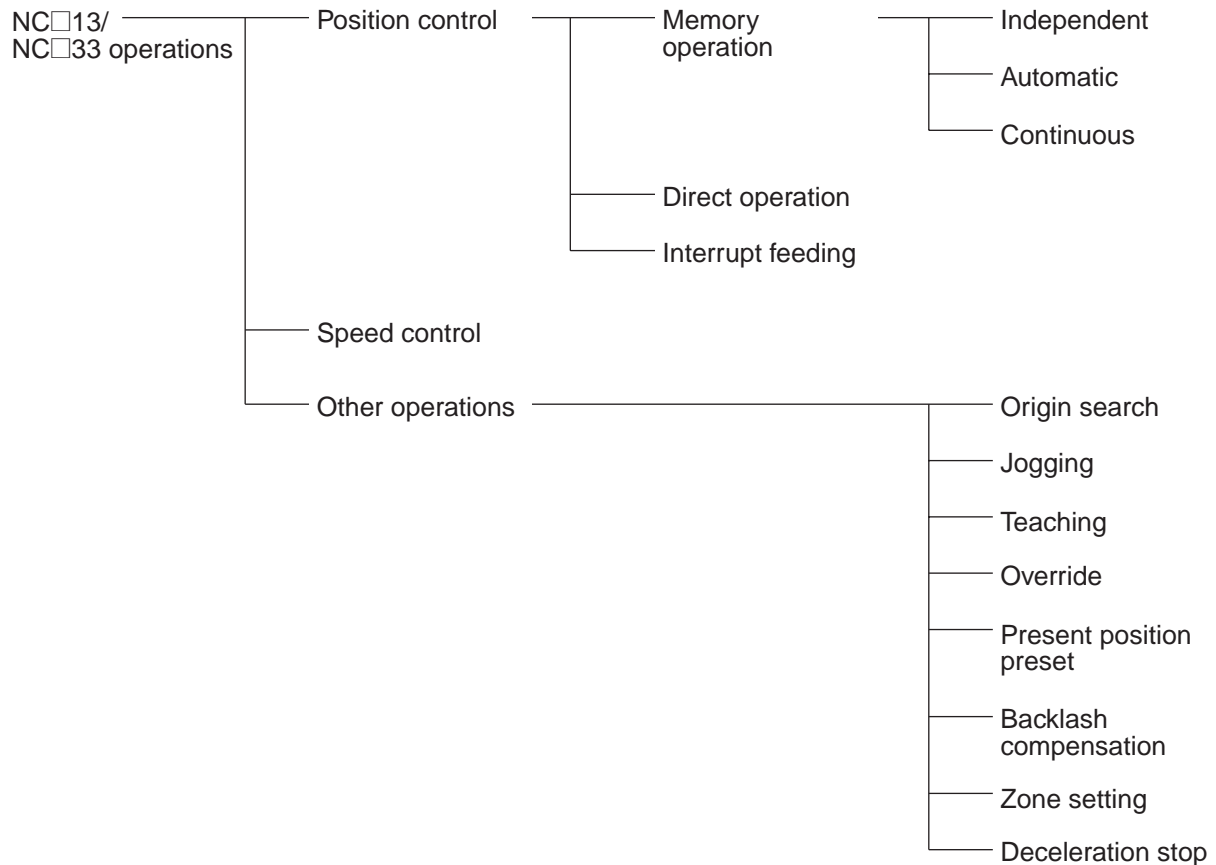 NC□13/
NC□33 operations
Position control
Memory
operation
Independent
Automatic
Continuous
Direct operation
Interrupt feeding
Speed control
Other operations
Origin search
Jogging
Teaching
Override
Present position
preset
Backlash
compensation
Zone setting
Deceleration stop